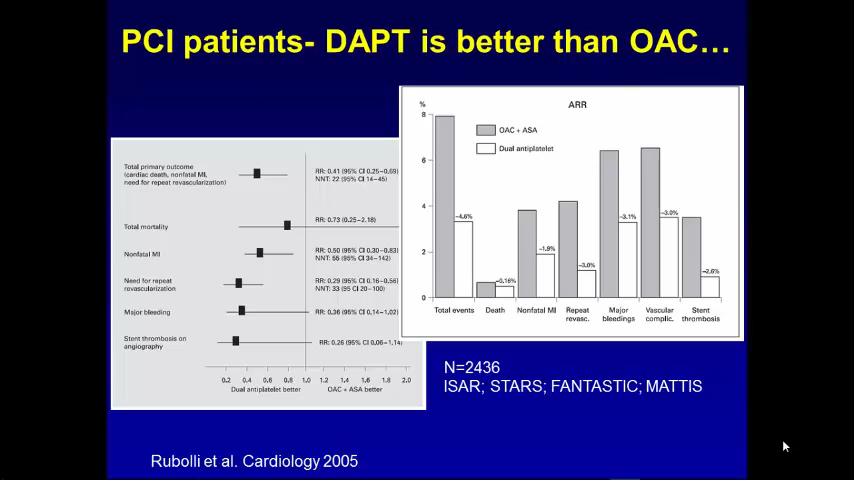 PCI patients- DAPT is better than OAC…
Total primary outcome
(cardiac death, nonfatal MI,
need for repeat revascularization)
RR: 0.41 (95% CI 0.25–0.69)
NNT: 22 (95% CI 14–45)
Total mortality
RR: 0.73 (0.25–2.18)
Nonfatal MI
RR: 0.50 (95% CI 0.30–0.83)
NNT: 55 (95% CI 34–142)
Need for repeat
revascularization
RR: 0.29 (95% CI 0.16–0.56)
NNT: 33 (95 CI 20–100)
Major bleeding
RR: 0.36 (95% CI 0.14–1.02)
Stent thrombosis on
angiography
RR: 0.26 (95% CI 0.06–1.14)
0.2 0.4 0.6 0.8 1.0 1.2 1.4 1.6 1.8 2.0
Dual antiplatelet better OAC + ASA better
ARR
%
8
6
4
2
0
OAC + ASA
Dual antiplatelet
–4.6%
–0.16%
–1.9%
–3.0%
–3.1%
–3.0%
–2.6%
Total events Death Nonfatal MI Repeat revasc. Major bleedings Vascular complic. Stent thrombosis
N=2436
ISAR; STARS; FANTASTIC; MATTIS
Rubolli et al. Cardiology 2005